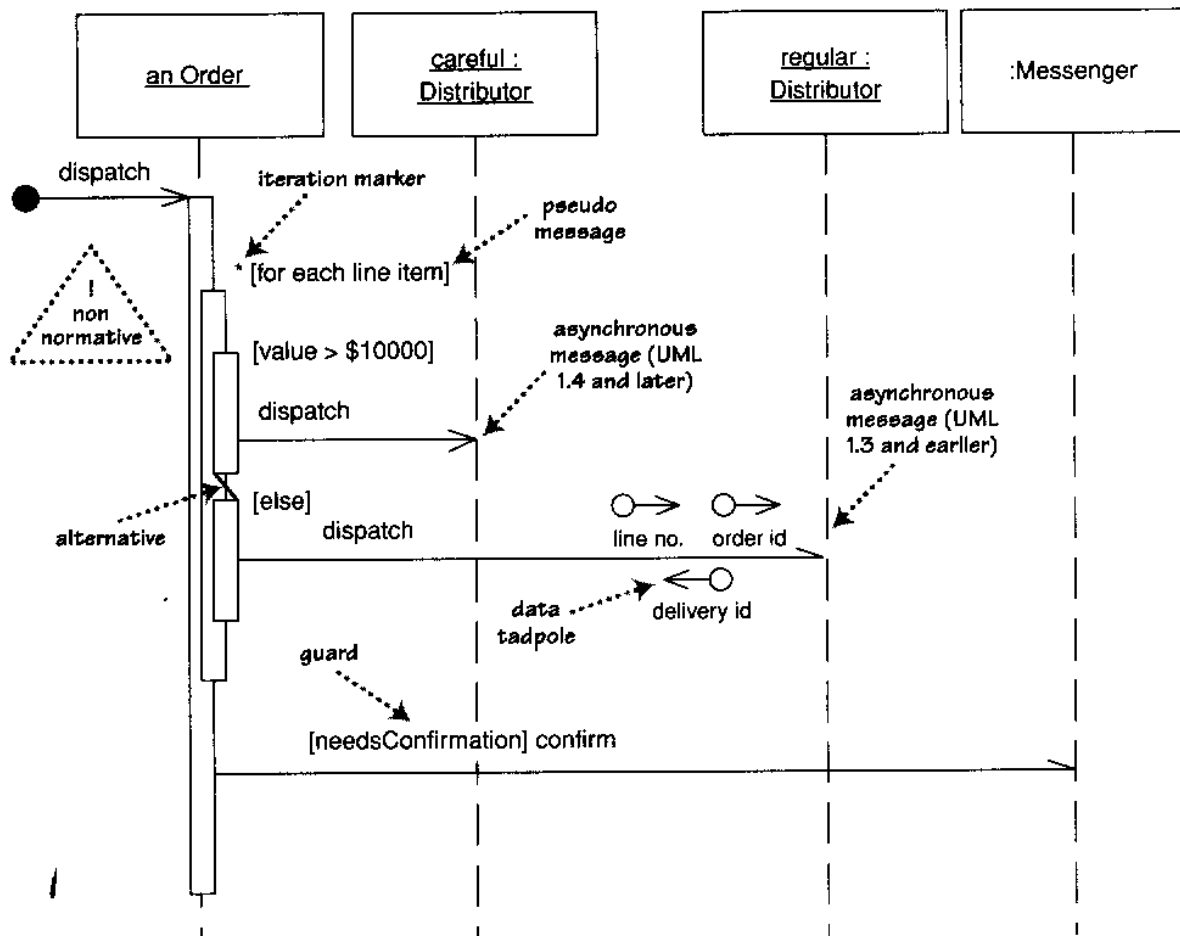 an Order
careful :
Distributor
regular :
Distributor
:Messenger
dispatch
iteration marker
pseudo
message
* [for each line item]
!
non
normative
[value > $10000]
asynchronous
message (UML
1.4 and later)
dispatch
asynchronous
message (UML
1.3 and earlier)
[else]
alternative
dispatch
line no.
order id
delivery id
data
tadpole
guard
[needsConfirmation] confirm